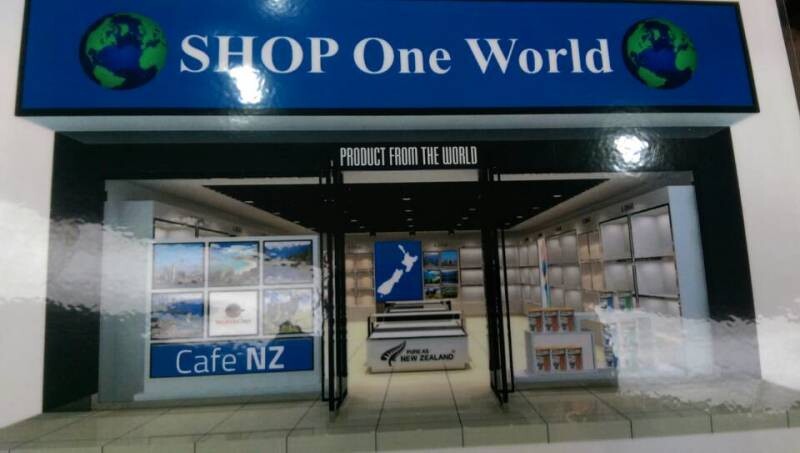 SHOP One World
PRODUCT FROM THE WORLD
Cafe NZ
PURE AS
NEW ZEALAND